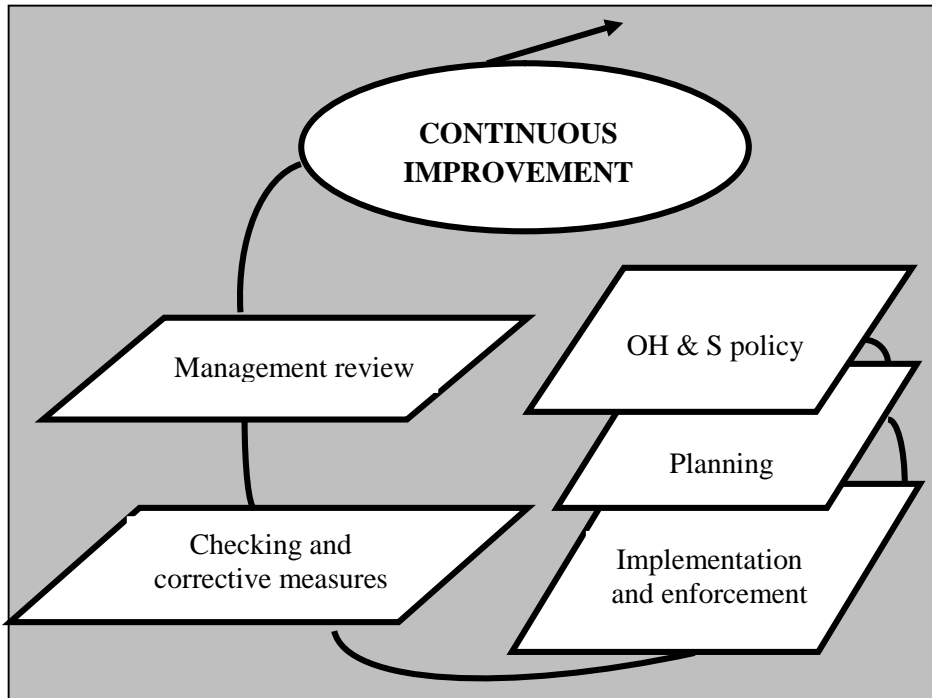 CONTINUOUS
IMPROVEMENT
OH & S policy
Management review
Planning
Checking and
corrective measures
Implementation
and enforcement